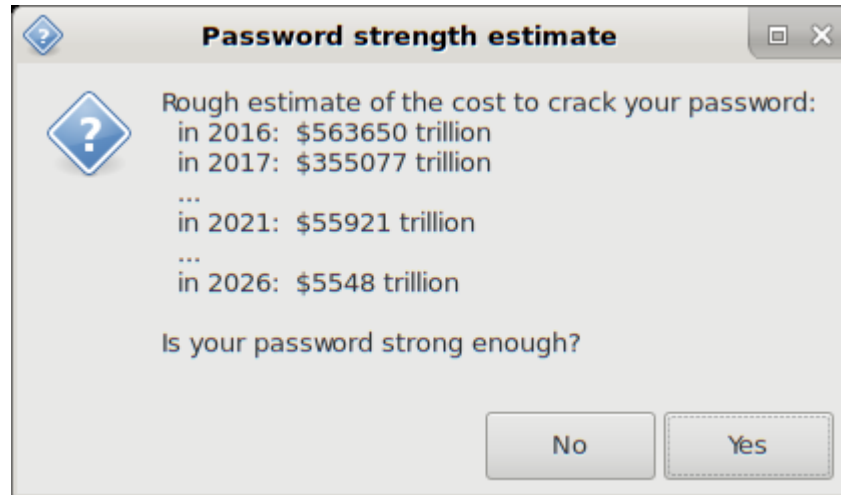 Password strength estimate
Rough estimate of the cost to crack your password:
in 2016: $563650 trillion
in 2017: $355077 trillion
...
in 2021: $55921 trillion
...
in 2026: $5548 trillion
Is your password strong enough?
No Yes